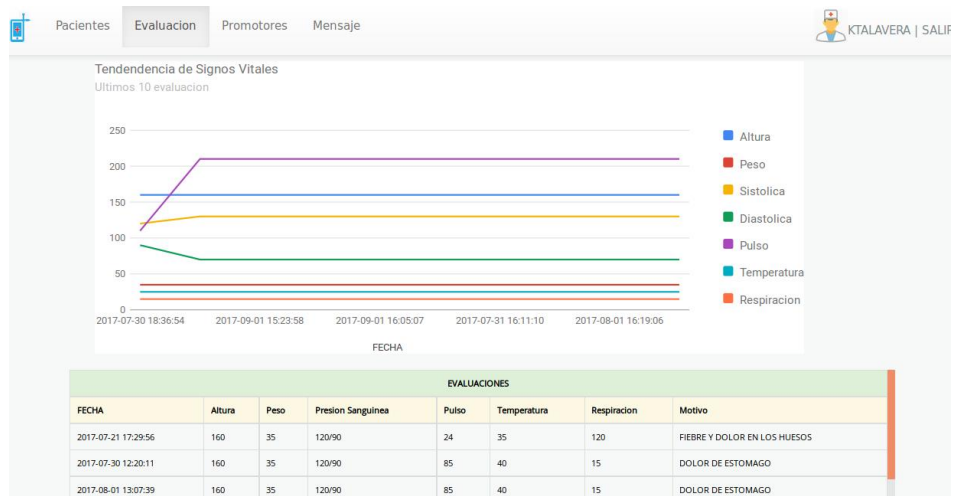 Pacientes Evaluacion Promotores Mensaje KTALAVERA | SALIR
Tendendencia de Signos Vitales
Ultimos 10 evaluacion
250
200
150
100
50
0
Altura
Peso
Sistolica
Diastolica
Pulso
Temperatura
Respiracion
2017-07-30 18:36:54 2017-09-01 15:23:58 2017-09-01 16:05:07 2017-07-31 16:11:10 2017-08-01 16:19:06
FECHA
EVALUACIONES
FECHA Altura Peso Presion Sanguinea Pulso Temperatura Respiracion Motivo
2017-07-21 17:29:56 160 35 120/90 24 35 120 FIEBRE Y DOLOR EN LOS HUESOS
2017-07-30 12:20:11 160 35 120/90 85 40 15 DOLOR DE ESTOMAGO
2017-08-01 13:07:39 160 35 120/90 85 40 15 DOLOR DE ESTOMAGO